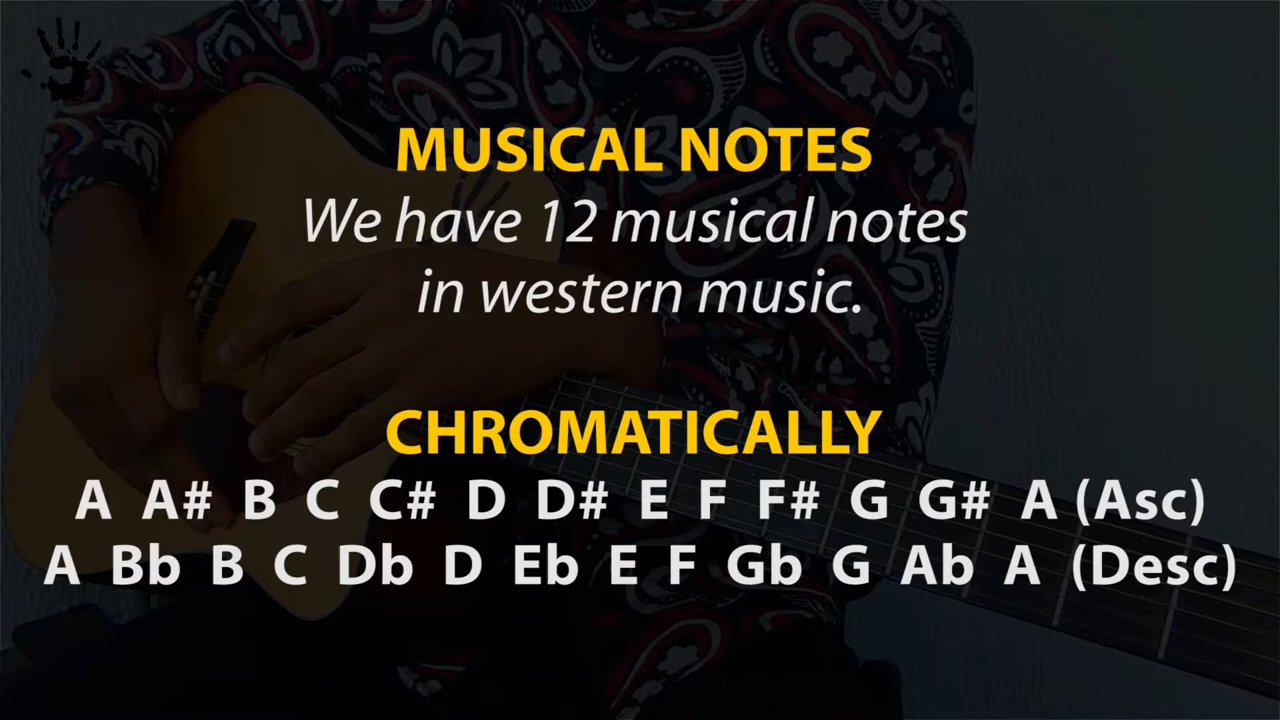 MUSICAL NOTES
We have 12 musical notes
in western music.
CHROMATICALLY
A A# B C C# D D# E F F# G G# A (Asc)
A Bb B C Db D Eb E F Gb G Ab A (Desc)